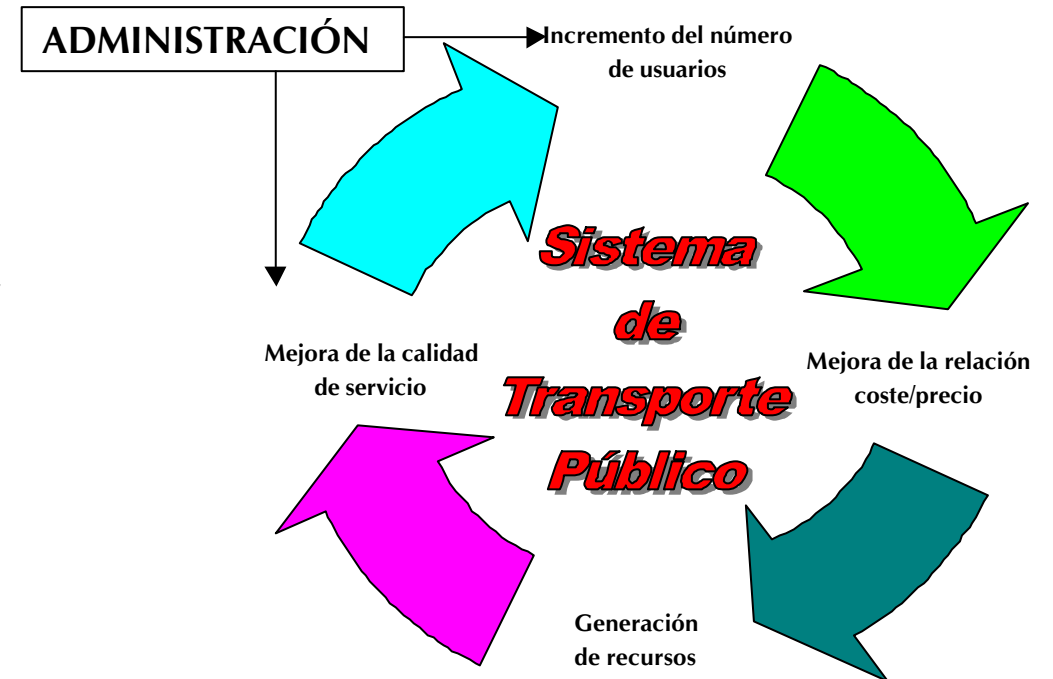 ADMINISTRACIÓN
Incremento del número
de usuarios
Sistema
de
Transporte
Público
Mejora de la calidad
de servicio
Mejora de la relación
coste/precio
Generación
de recursos